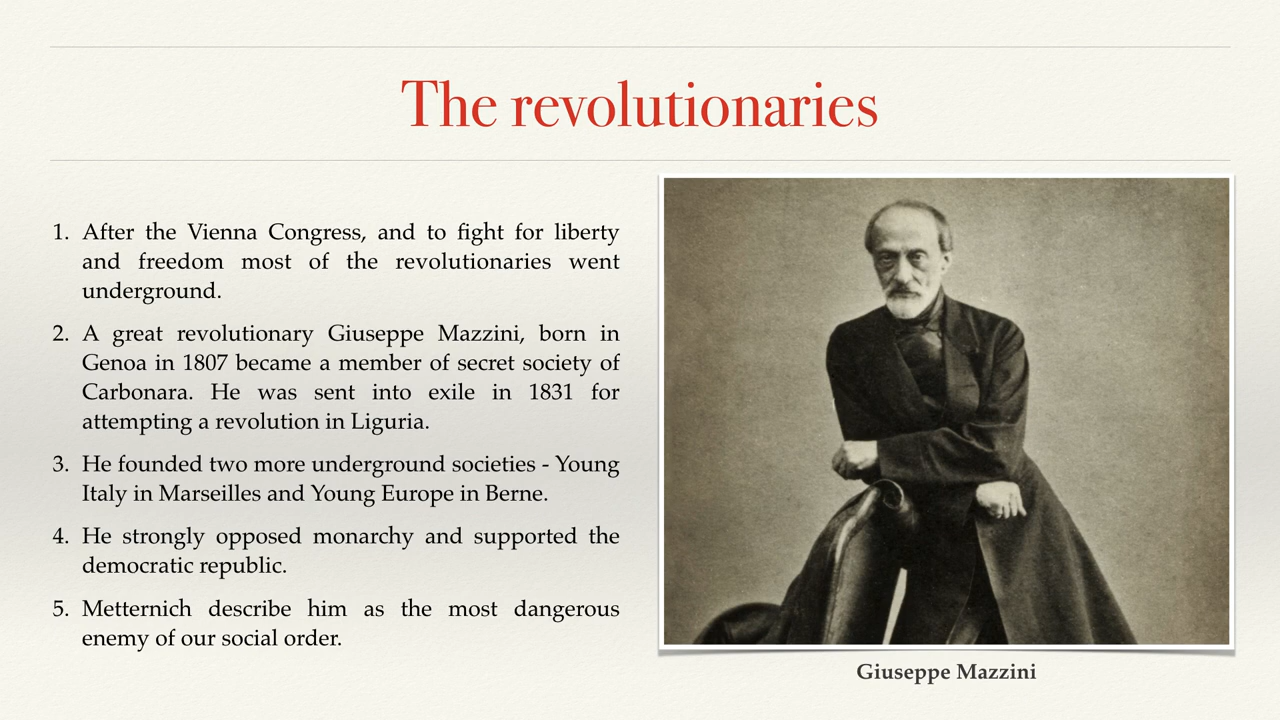 The revolutionaries
1. After the Vienna Congress, and to fight for liberty
and freedom most of the revolutionaries went
underground.
2. A great revolutionary Giuseppe Mazzini, born in
Genoa in 1807 became a member of secret society of
Carbonara. He was sent into exile in 1831 for
attempting a revolution in Liguria.
3. He founded two more underground societies - Young
Italy in Marseilles and Young Europe in Berne.
4. He strongly opposed monarchy and supported the
democratic republic.
5. Metternich describe him as the most dangerous
enemy of our social order.
Giuseppe Mazzini